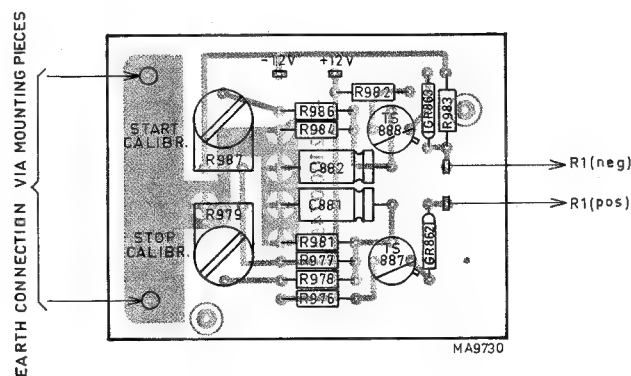 EARTH CONNECTION VIA MOUNTING PIECES
-12V +12V
R982
GR863
R983
START
CALIBR.
R987
R986
R984
TS
888
C882
R1(neg)
C881
R1(pos)
R979
STOP
CALIBR.
R981
R977
R978
R976
TS
887
GR862
MA9730